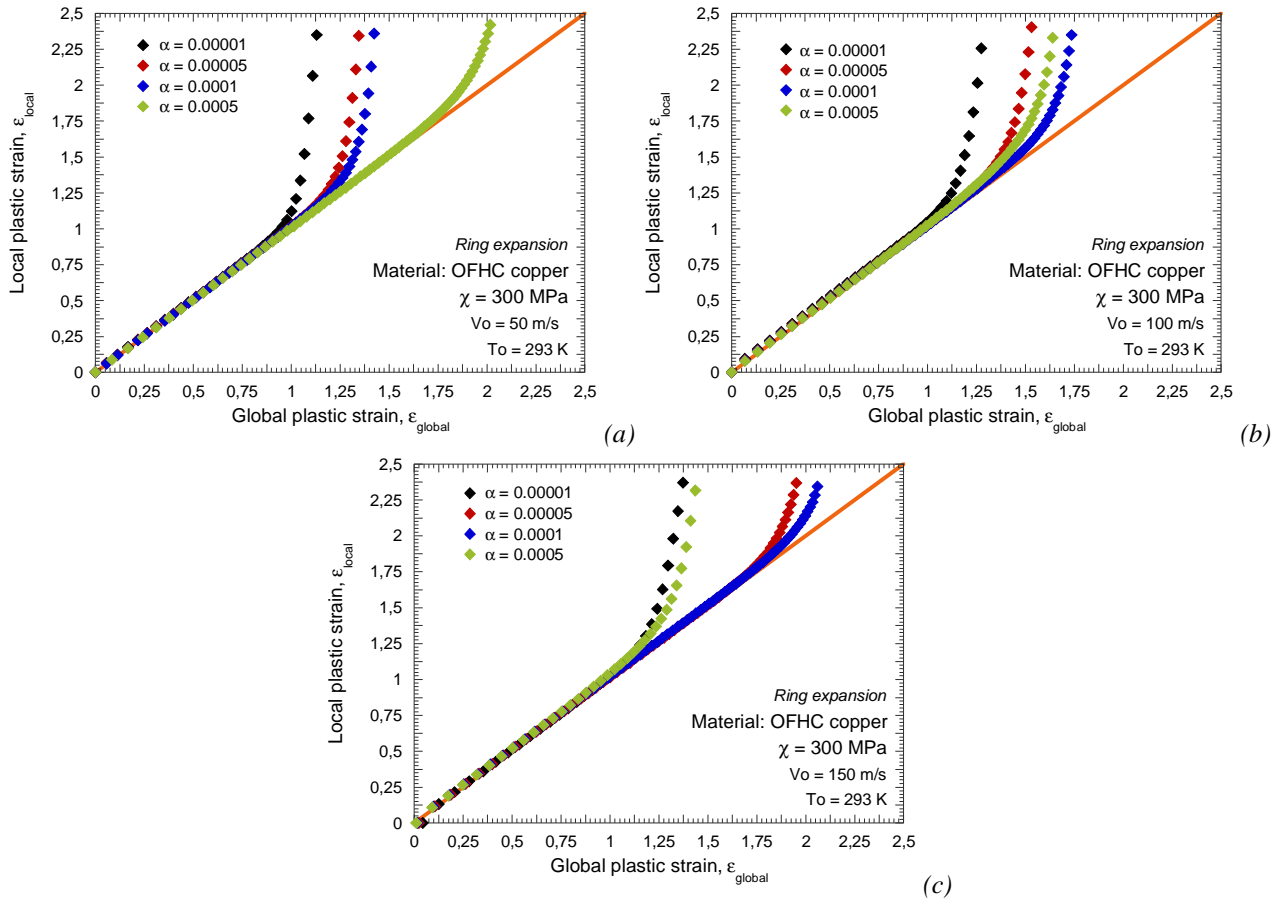 2,5
2,25
2
1,75
1,5
1,25
1
0,75
0,5
0,25
0
Local plastic strain, ε_local
α = 0.00001
α = 0.00005
α = 0.0001
α = 0.0005
Ring expansion
Material: OFHC copper
χ = 300 MPa
Vo = 50 m/s
To = 293 K
0 0,25 0,5 0,75 1 1,25 1,5 1,75 2 2,25 2,5
Global plastic strain, ε_global
(a)
2,5
2,25
2
1,75
1,5
1,25
1
0,75
0,5
0,25
0
Local plastic strain, ε_local
α = 0.00001
α = 0.00005
α = 0.0001
α = 0.0005
Ring expansion
Material: OFHC copper
χ = 300 MPa
Vo = 100 m/s
To = 293 K
0 0,25 0,5 0,75 1 1,25 1,5 1,75 2 2,25 2,5
Global plastic strain, ε_global
(b)
2,5
2,25
2
1,75
1,5
1,25
1
0,75
0,5
0,25
0
Local plastic strain, ε_local
α = 0.00001
α = 0.00005
α = 0.0001
α = 0.0005
Ring expansion
Material: OFHC copper
χ = 300 MPa
Vo = 150 m/s
To = 293 K
0 0,25 0,5 0,75 1 1,25 1,5 1,75 2 2,25 2,5
Global plastic strain, ε_global
(c)